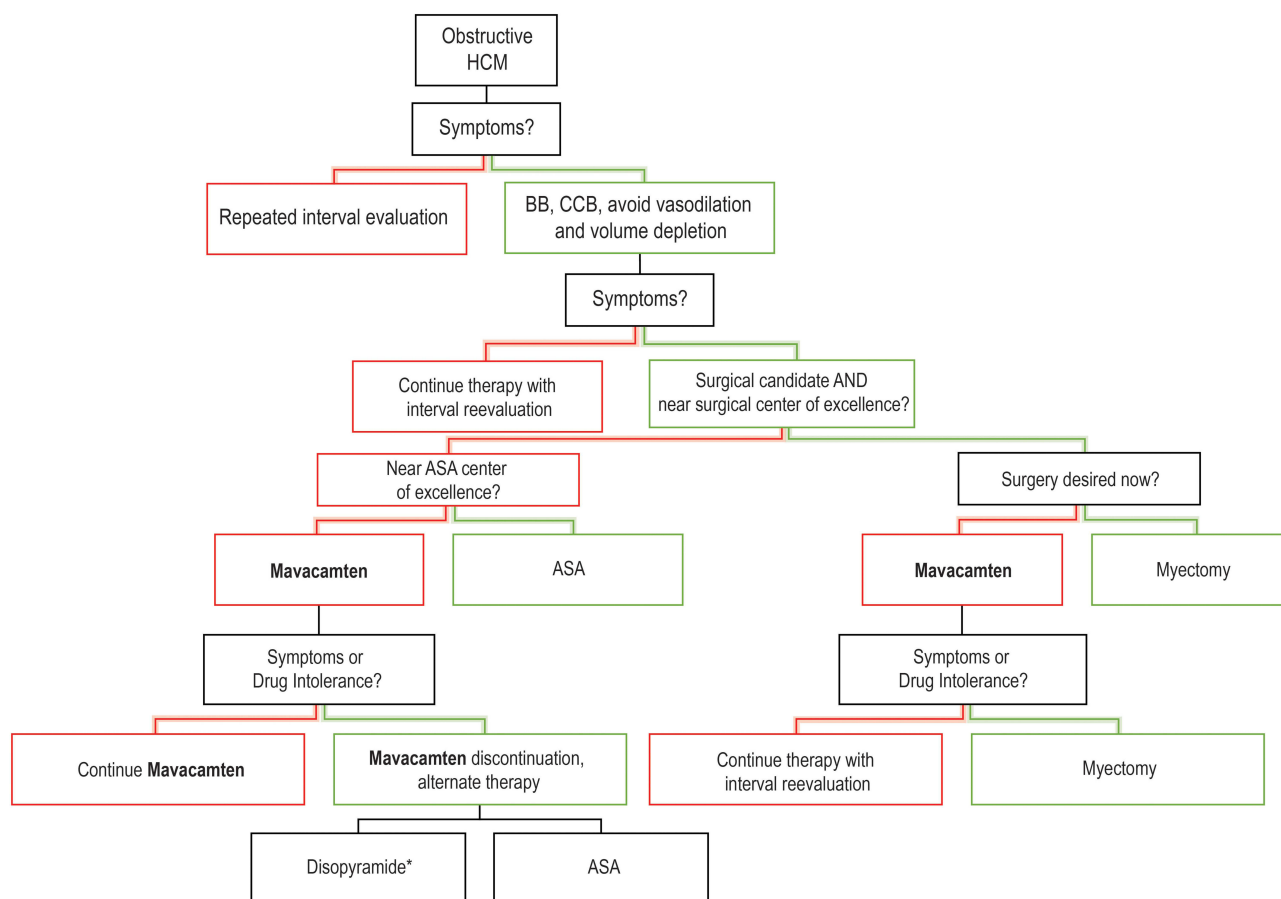 Obstructive
HCM
Symptoms?
Repeated interval evaluation
BB, CCB, avoid vasodilation
and volume depletion
Symptoms?
Continue therapy with
interval reevaluation
Surgical candidate AND
near surgical center of excellence?
Near ASA center
of excellence?
Surgery desired now?
Mavacamten
ASA
Mavacamten
Myectomy
Symptoms or
Drug Intolerance?
Symptoms or
Drug Intolerance?
Continue Mavacamten
Mavacamten discontinuation,
alternate therapy
Continue therapy with
interval reevaluation
Myectomy
Disopyramide*
ASA